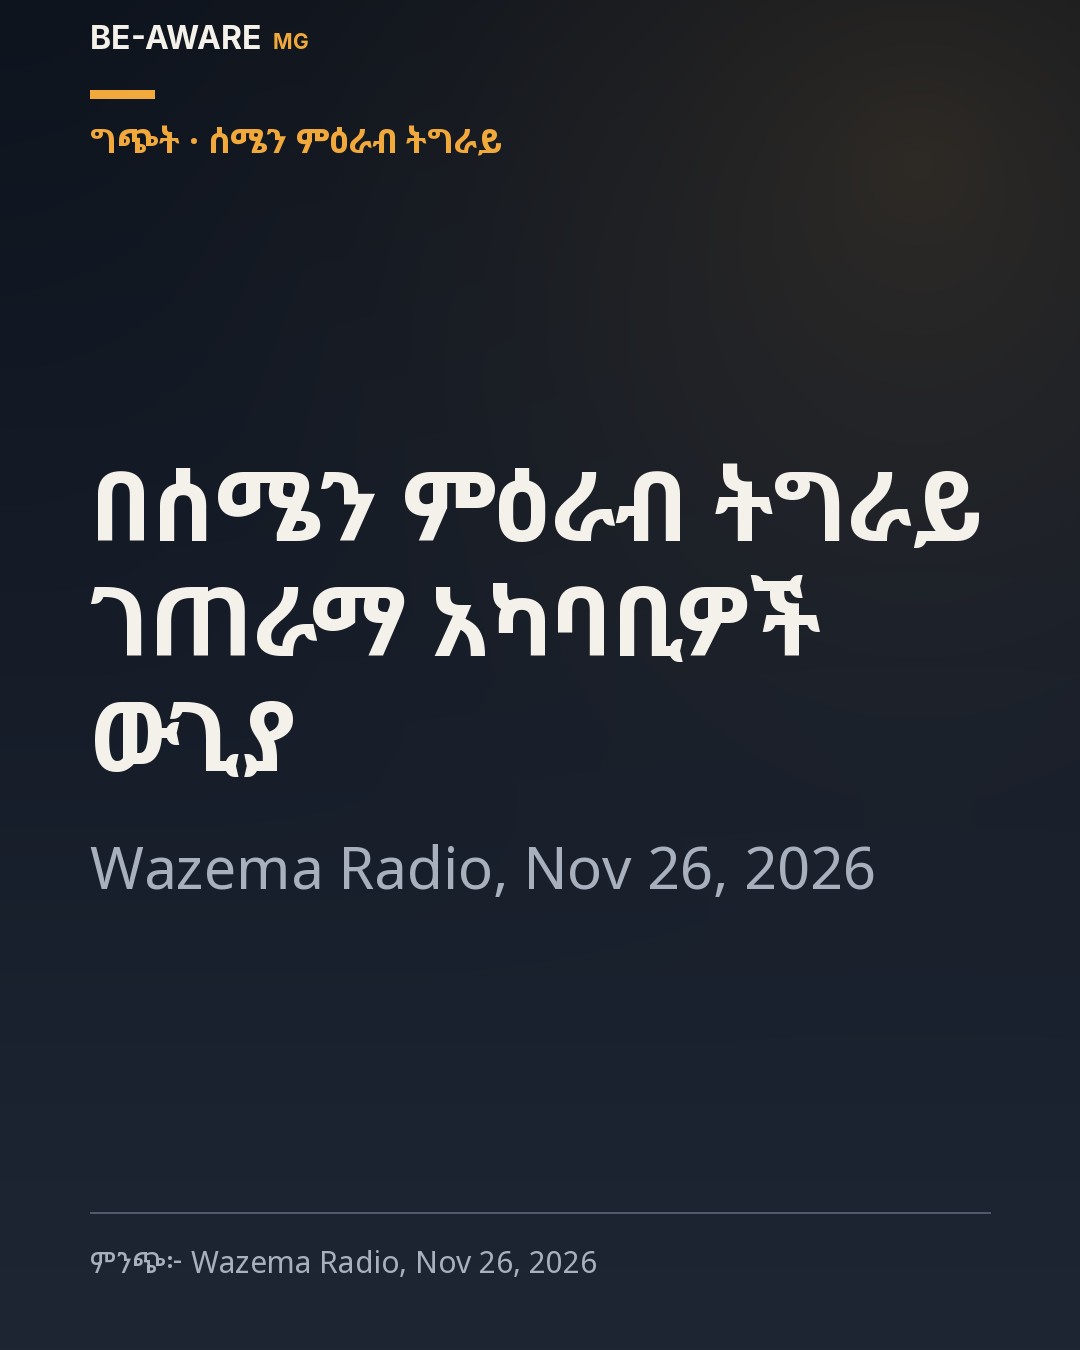 BE-AWARE MG
ግጭት · ሰሜን ምዕራብ ትግራይ
በሰሜን ምዕራብ ትግራይ
ገጠራማ አካባቢዎች
ውጊያ
Wazema Radio, Nov 26, 2026
ምንጭ፦ Wazema Radio, Nov 26, 2026